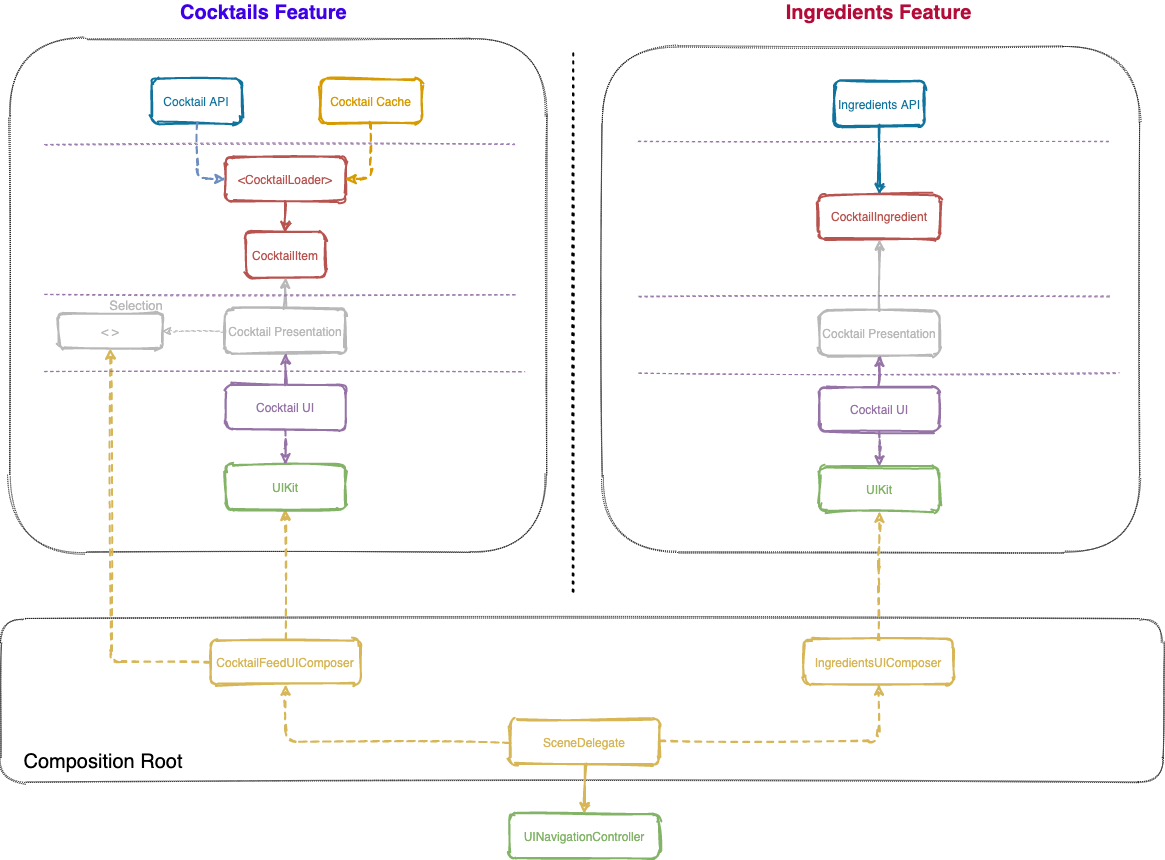 Cocktails Feature
Ingredients Feature
Cocktail API
Cocktail Cache
Ingredients API
<CocktailLoader>
CocktailIngredient
CocktailItem
Selection
< >
Cocktail Presentation
Cocktail Presentation
Cocktail UI
Cocktail UI
UIKit
UIKit
CocktailFeedUIComposer
IngredientsUIComposer
SceneDelegate
Composition Root
UINavigationController